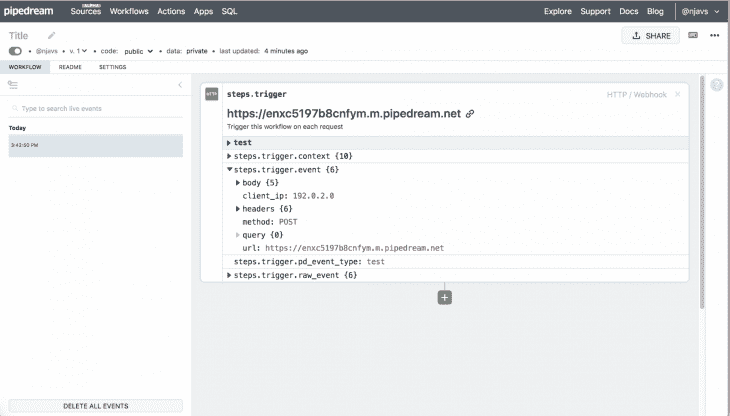 pipedream Sources ALPHA Workflows Actions Apps SQL Explore Support Docs Blog @njavs
Title
SHARE
• @njavs • v. 1 • code: public • data: private • last updated: 4 minutes ago
WORKFLOW README SETTINGS
Type to search live events
Today
3:43:50 PM
DELETE ALL EVENTS
HTTP steps.trigger HTTP / Webhook
https://enxc5197b8cnfym.m.pipedream.net
Trigger this workflow on each request
test
steps.trigger.context {10}
steps.trigger.event {6}
body {5}
client_ip: 192.0.2.0
headers {6}
method: POST
query {0}
url: https://enxc5197b8cnfym.m.pipedream.net
steps.trigger.pd_event_type: test
steps.trigger.raw_event {6}